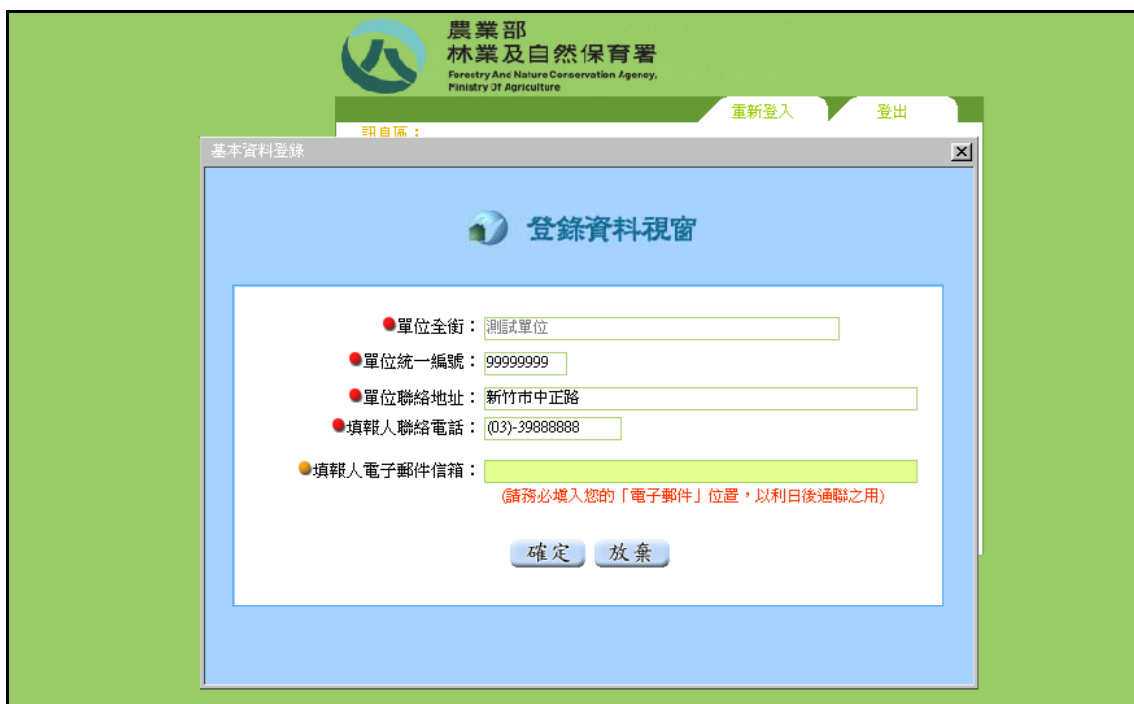 農業部
林業及自然保育署
Forestry And Nature Conservation Agency,
Ministry Of Agriculture
重新登入 登出
訊息區：
基本資料登錄
登錄資料視窗
單位全銜：測試單位
單位統一編號：99999999
單位聯絡地址：新竹市中正路
填報人聯絡電話：(03)-39888888
填報人電子郵件信箱：
(請務必填入您的「電子郵件」位置，以利日後通聯之用)
確定 放棄